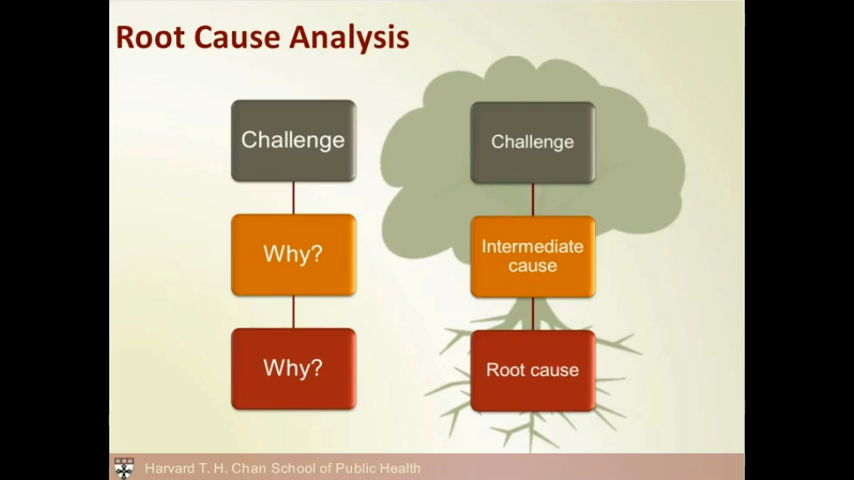 Root Cause Analysis
Challenge
Why?
Why?
Challenge
Intermediate
cause
Root cause
Harvard T. H. Chan School of Public Health